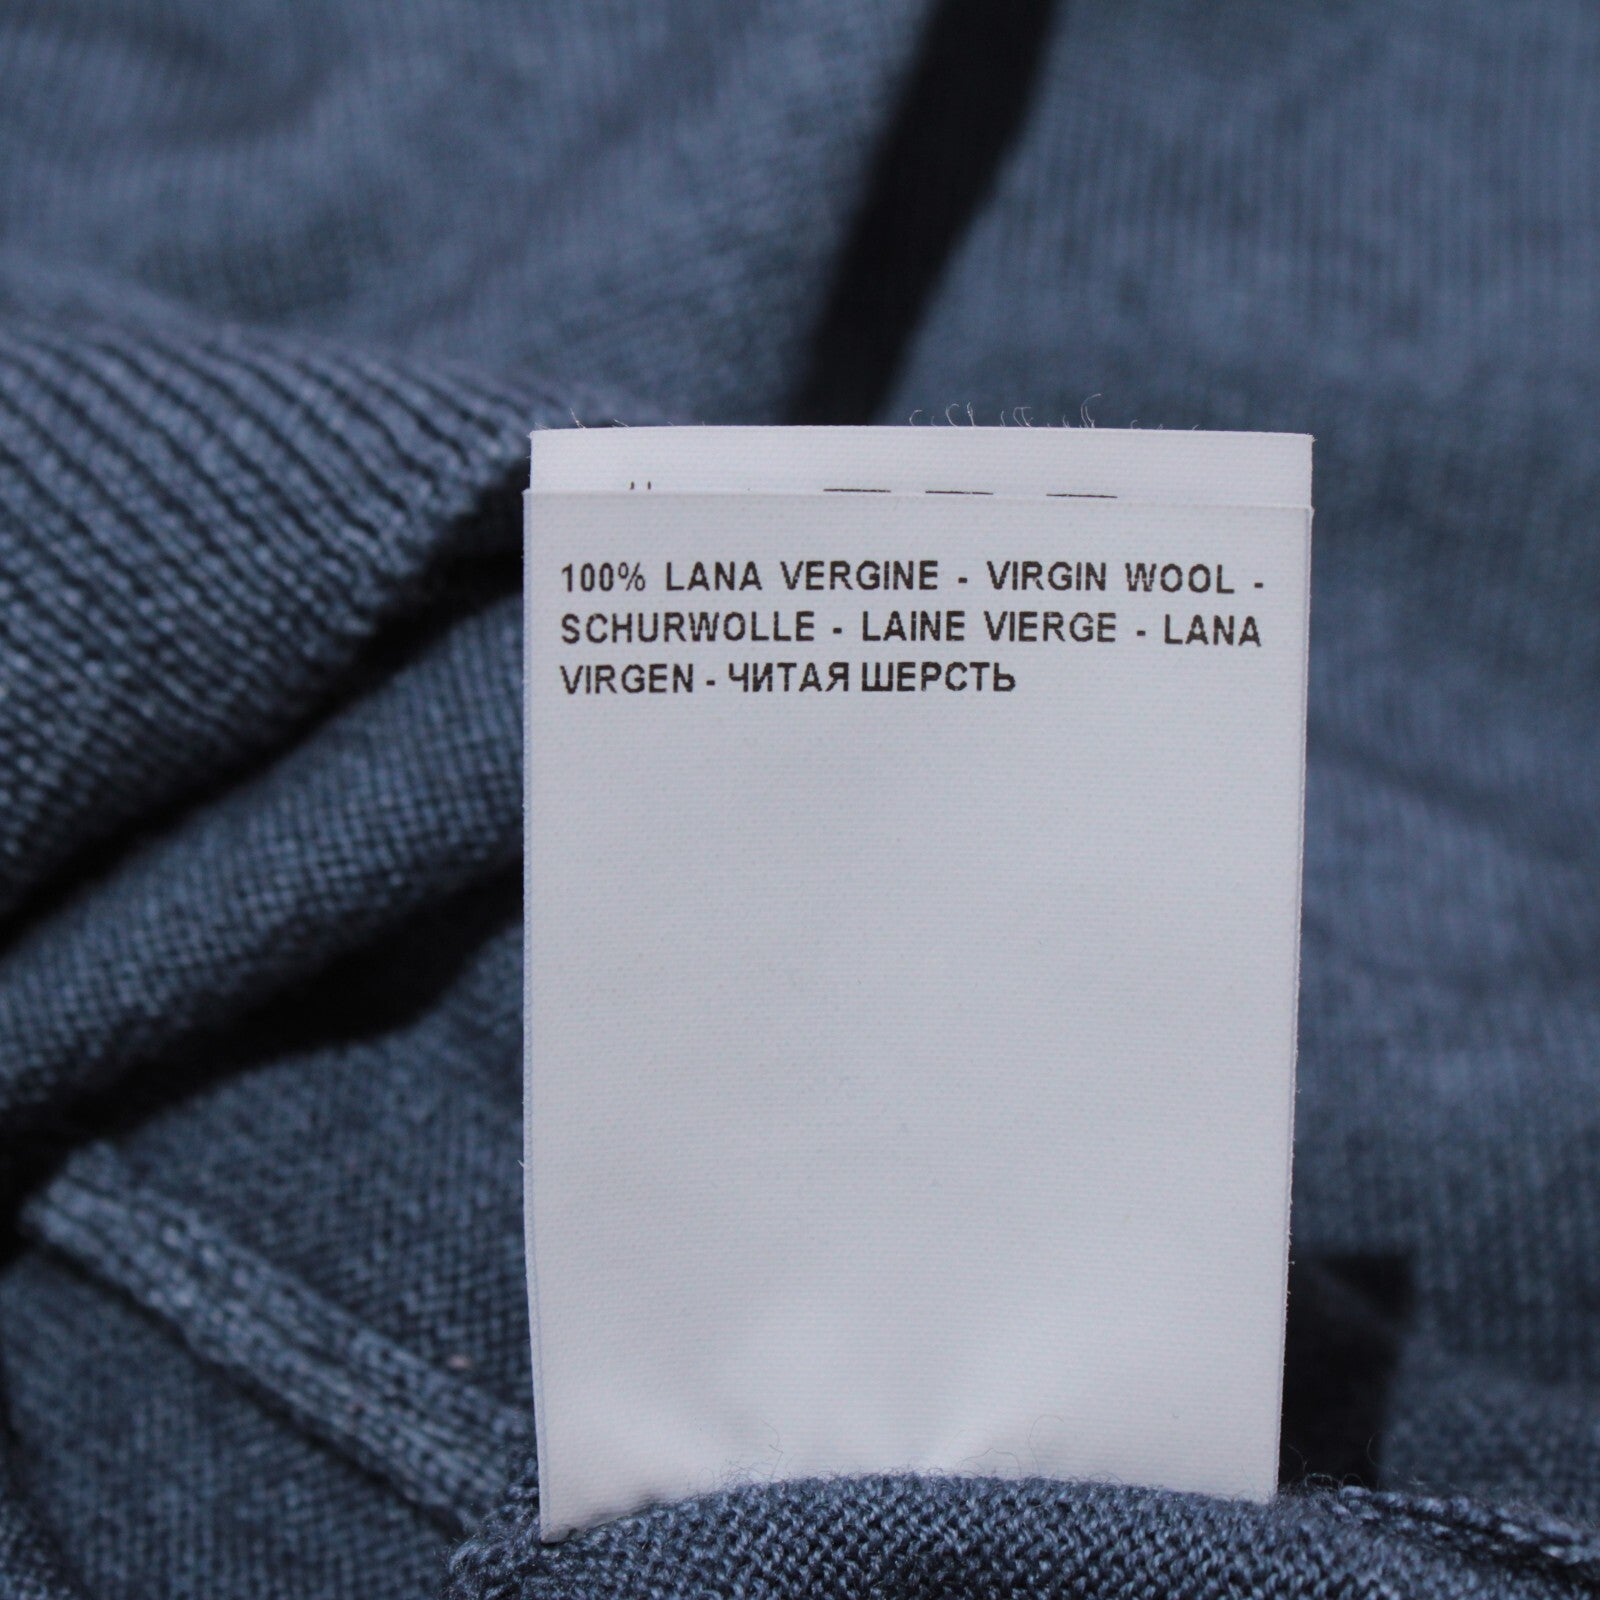 100% LANA VERGINE - VIRGIN WOOL -
SCHURWOLLE - LAINE VIERGE - LANA
VIRGEN - ЧИТАЯ ШЕРСТЬ